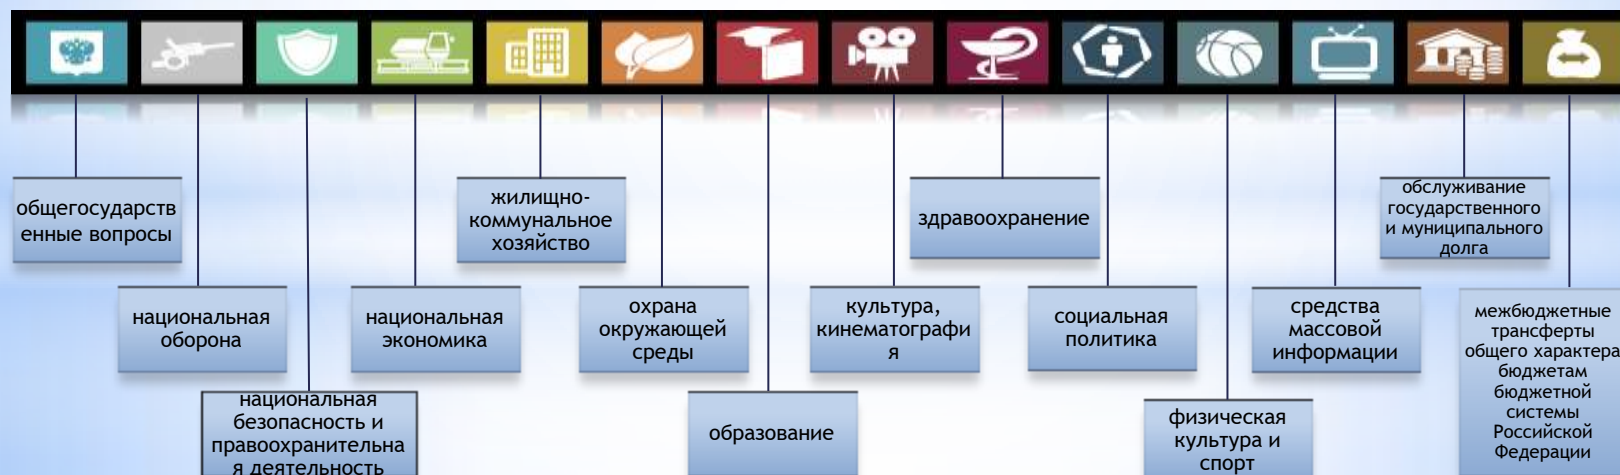 общегосударств
енные вопросы
национальная
оборона
национальная
безопасность и
правоохранительна
я деятельность
национальная
экономика
жилищно-
коммунальное
хозяйство
охрана
окружающей
среды
образование
культура,
кинематографи
я
здравоохранение
социальная
политика
физическая
культура и
спорт
средства
массовой
информации
обслуживание
государственного
и муниципального
долга
межбюджетные
трансферты
общего характера
бюджетам
бюджетной
системы
Российской
Федерации